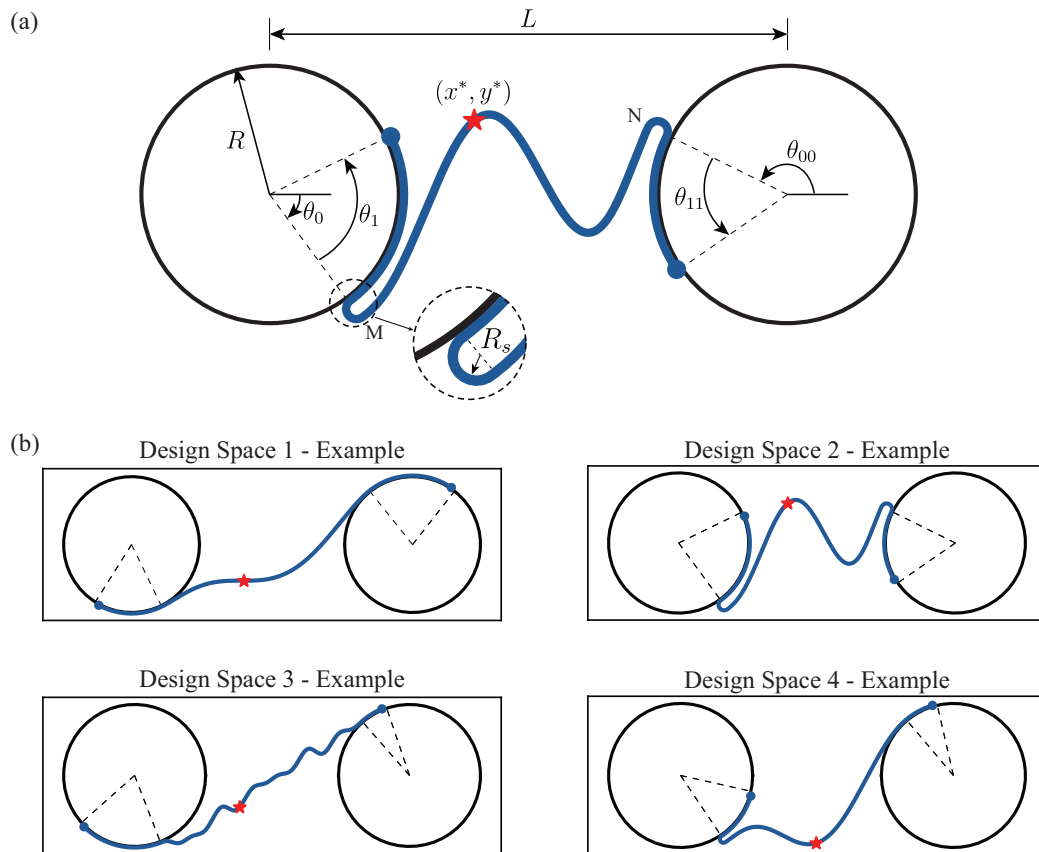 (a)
L
(x*, y*)
N
R
θ₀₀
θ₁₁
θ₀
θ₁
M
Rₛ
(b)
Design Space 1 - Example
Design Space 2 - Example
Design Space 3 - Example
Design Space 4 - Example